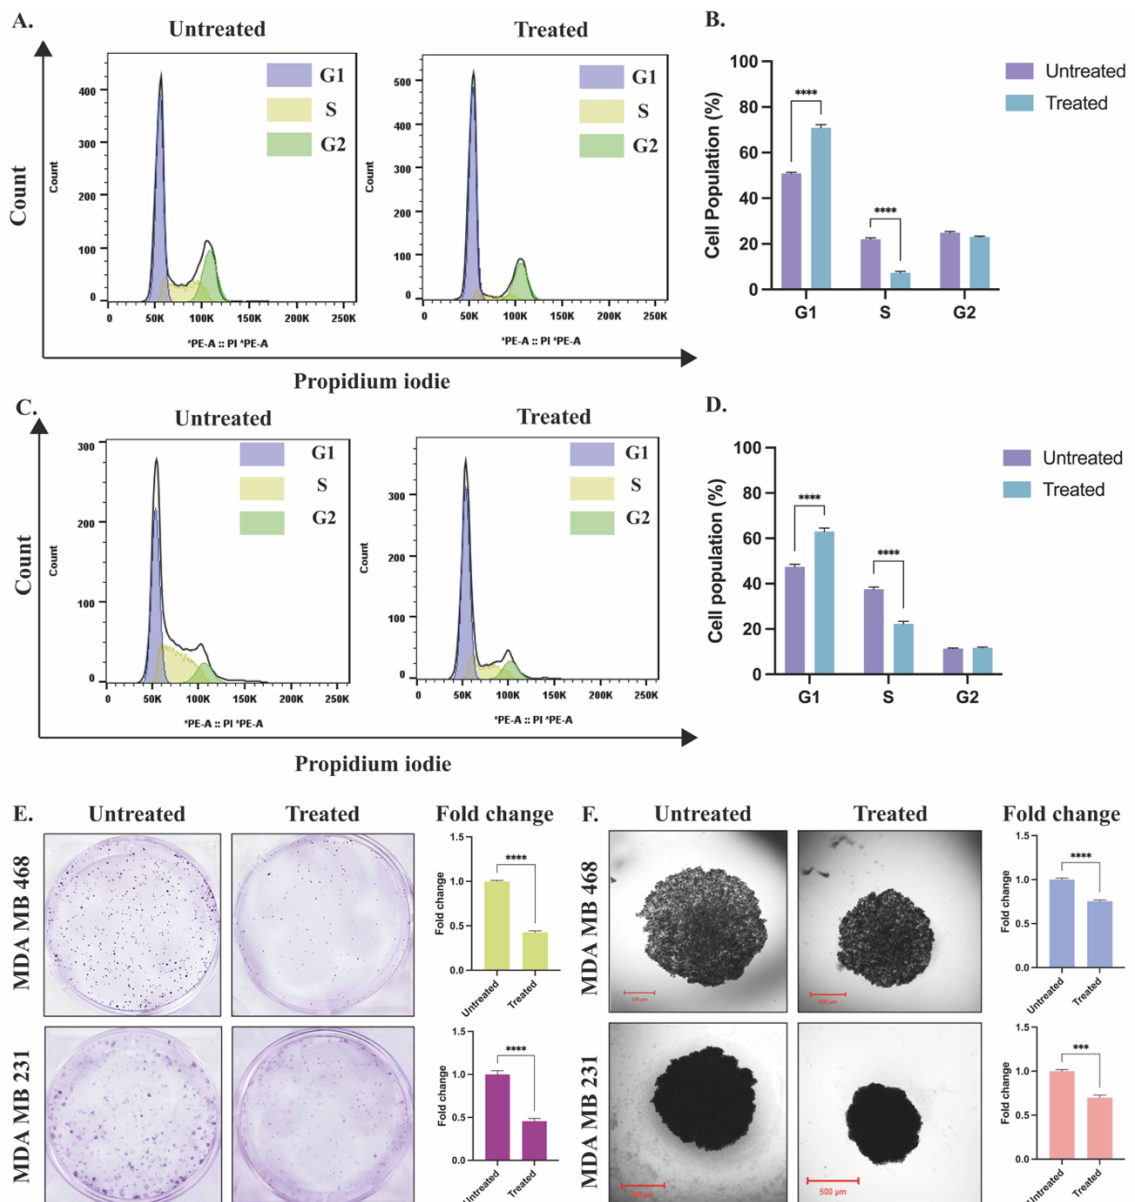 A.
Untreated
Treated
B.
Count
Count
400
300
200
100
0
G1
S
G2
0 50K 100K 150K 200K 250K
*PE-A :: PI *PE-A
Count
500
400
300
200
100
0
G1
S
G2
0 50K 100K 150K 200K 250K
*PE-A :: PI *PE-A
Propidium iodie
Cell Population (%)
100
80
60
40
20
0
****
****
G1 S G2
Untreated
Treated
C.
Untreated
Treated
D.
Count
Count
300
200
100
0
G1
S
G2
0 50K 100K 150K 200K 250K
*PE-A :: PI *PE-A
Count
300
200
100
0
G1
S
G2
0 50K 100K 150K 200K 250K
*PE-A :: PI *PE-A
Propidium iodie
Cell population (%)
100
80
60
40
20
0
****
****
G1 S G2
Untreated
Treated
E.
Untreated
Treated
Fold change
MDA MB 468
Fold change
1.5
1.0
0.5
0.0
****
Untreated
Treated
MDA MB 231
Fold change
1.5
1.0
0.5
0.0
****
Untreated
Treated
F.
Untreated
Treated
Fold change
MDA MB 468
500 µm
Fold change
1.5
1.0
0.5
0.0
****
Untreated
Treated
MDA MB 231
500 µm
500 µm
Fold change
1.5
1.0
0.5
0.0
***
Untreated
Treated